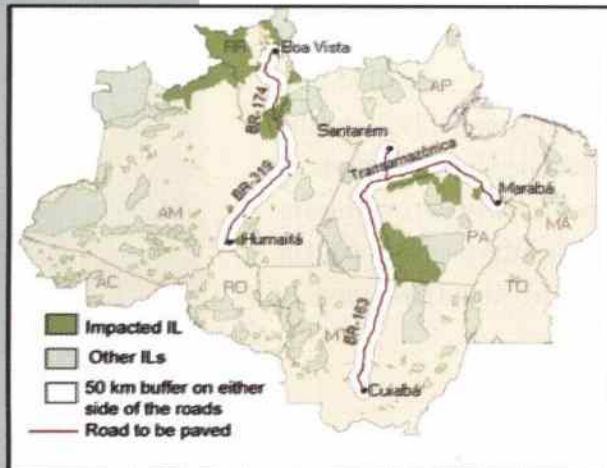 RR
Boa Vista
BR-174
AP
Santarém
Transamazônica
BR-319
Marabá
AM
MA
Humaitá
PA
AC
RO
TO
BR-163
MT
Cuiabá
Impacted IL
Other ILs
50 km buffer on either
side of the roads
Road to be paved